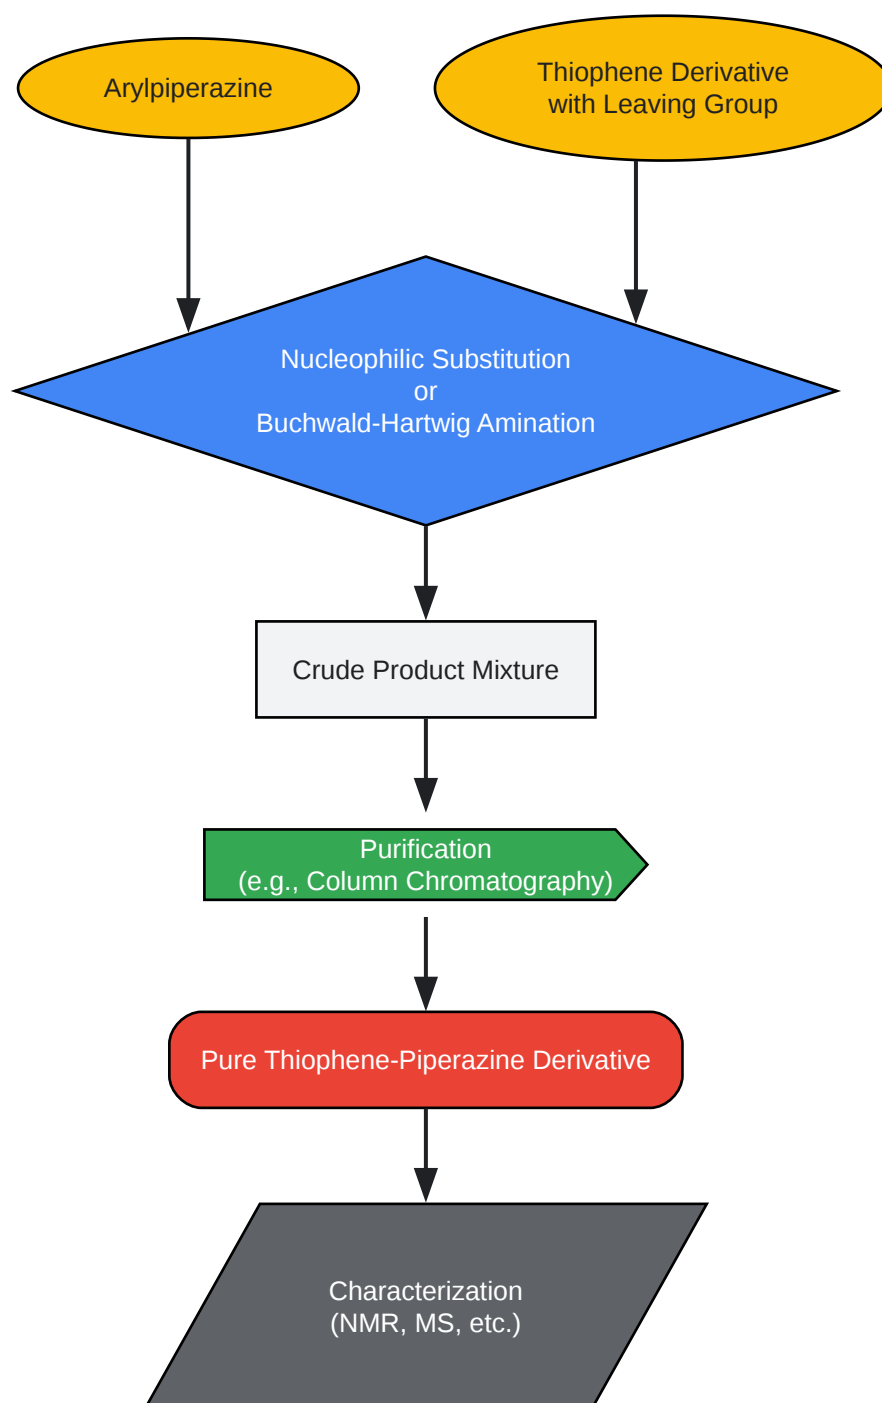 Arylpiperazine
Thiophene Derivative
with Leaving Group
Nucleophilic Substitution
or
Buchwald-Hartwig Amination
Crude Product Mixture
Purification
(e.g., Column Chromatography)
Pure Thiophene-Piperazine Derivative
Characterization
(NMR, MS, etc.)